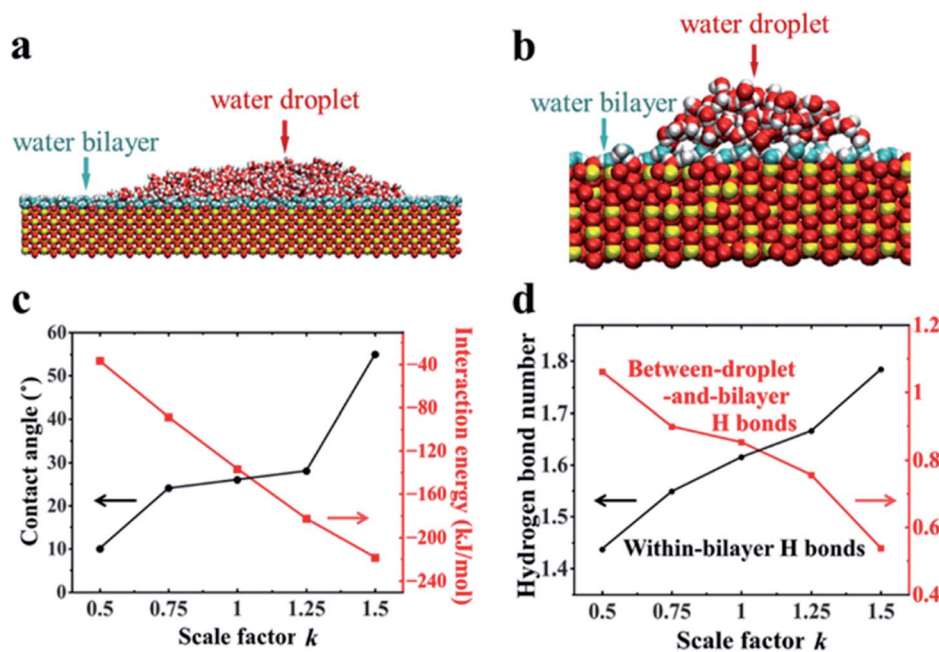 a
water droplet
water bilayer
b
water droplet
water bilayer
c
Contact angle (°)
60
50
40
30
20
10
0
−40
−80
−120
−160
−200
−240
Interaction energy (kJ/mol)
0.5 0.75 1 1.25 1.5
Scale factor k
d
Hydrogen bond number
1.8
1.7
1.6
1.5
1.4
Between-droplet
-and-bilayer
H bonds
Within-bilayer H bonds
1.2
1
0.8
0.6
0.4
0.5 0.75 1 1.25 1.5
Scale factor k